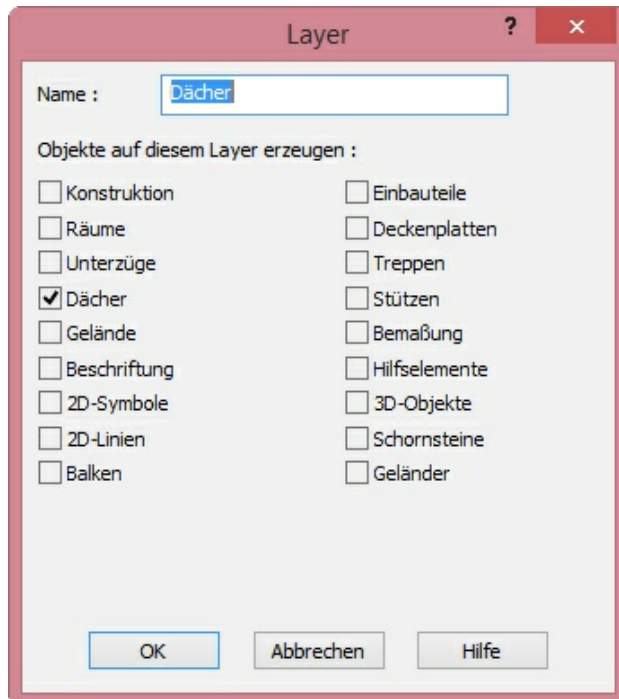 Layer
?
×
Name :
Dächer
Objekte auf diesem Layer erzeugen :
Konstruktion
Einbauteile
Räume
Deckenplatten
Unterzüge
Treppen
Dächer
Stützen
Gelände
Bemaßung
Beschriftung
Hilfselemente
2D-Symbole
3D-Objekte
2D-Linien
Schornsteine
Balken
Geländer
OK
Abbrechen
Hilfe